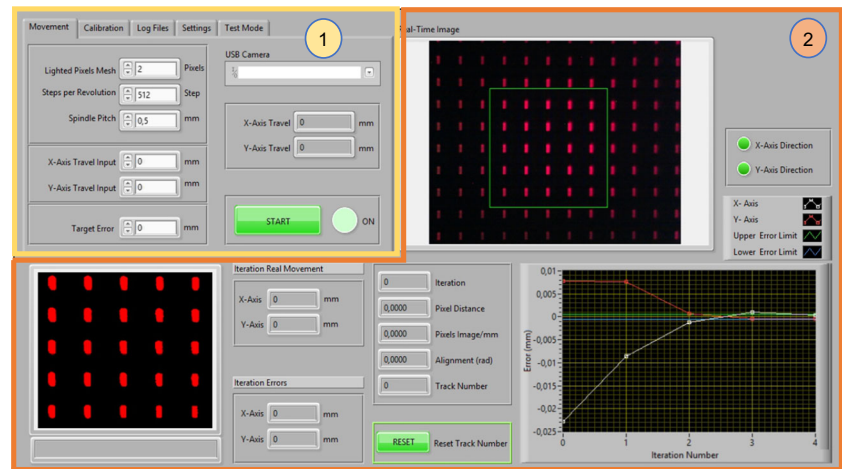 Movement Calibration Log Files Settings Test Mode
1
Lighted Pixels Mesh 2 Pixels
Steps per Revolution 512 Step
Spindle Pitch 0,5 mm
X-Axis Travel Input 0 mm
Y-Axis Travel Input 0 mm
Target Error 0 mm
USB Camera
X-Axis Travel 0 mm
Y-Axis Travel 0 mm
START ON
al-Time Image
2
X-Axis Direction
Y-Axis Direction
X- Axis
Y- Axis
Upper Error Limit
Lower Error Limit
Iteration Real Movement
X-Axis 0 mm
Y-Axis 0 mm
Iteration Errors
X-Axis 0 mm
Y-Axis 0 mm
0 Iteration
0,0000 Pixel Distance
0,0000 Pixels Image/mm
0,0000 Alignment (rad)
0 Track Number
RESET Reset Track Number
Error (mm)
0,01
0,005
0
-0,005
-0,01
-0,015
-0,02
-0,025
0 1 2 3 4
Iteration Number